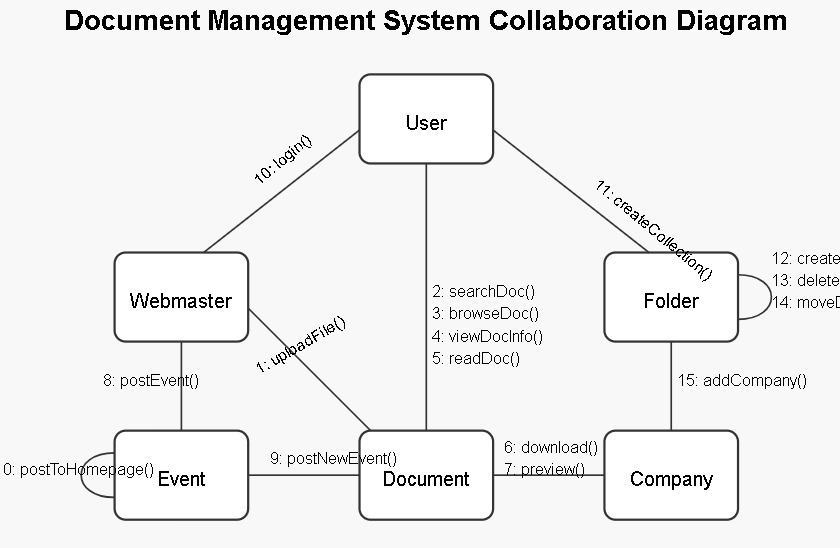 Document Management System Collaboration Diagram
User
10: login()
11: createCollection()
12: create
13: delete
14: moveD
Webmaster
Folder
2: searchDoc()
3: browseDoc()
4: viewDocInfo()
5: readDoc()
1: uploadFile()
8: postEvent()
15: addCompany()
0: postToHomepage()
Event
9: postNewEvent()
Document
6: download()
7: preview()
Company